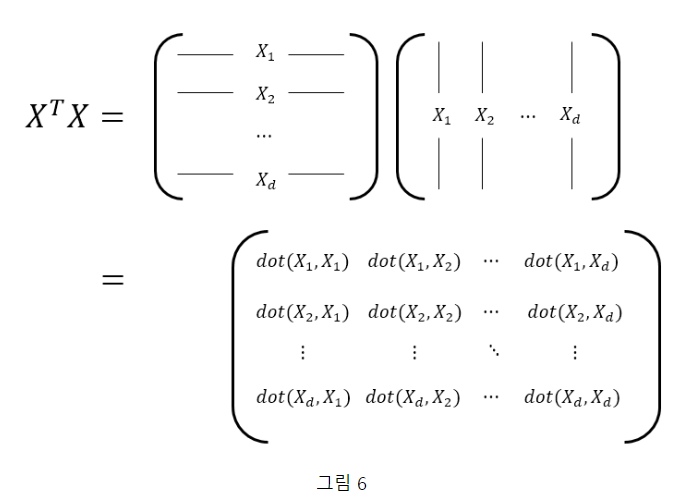 X^T X = ( X_1 X_2 ⋯ X_d ) ( X_1 X_2 ⋯ X_d )
= ( dot(X_1, X_1) dot(X_1, X_2) ⋯ dot(X_1, X_d)
dot(X_2, X_1) dot(X_2, X_2) ⋯ dot(X_2, X_d)
⋮ ⋮ ⋱ ⋮
dot(X_d, X_1) dot(X_d, X_2) ⋯ dot(X_d, X_d) )
그림 6